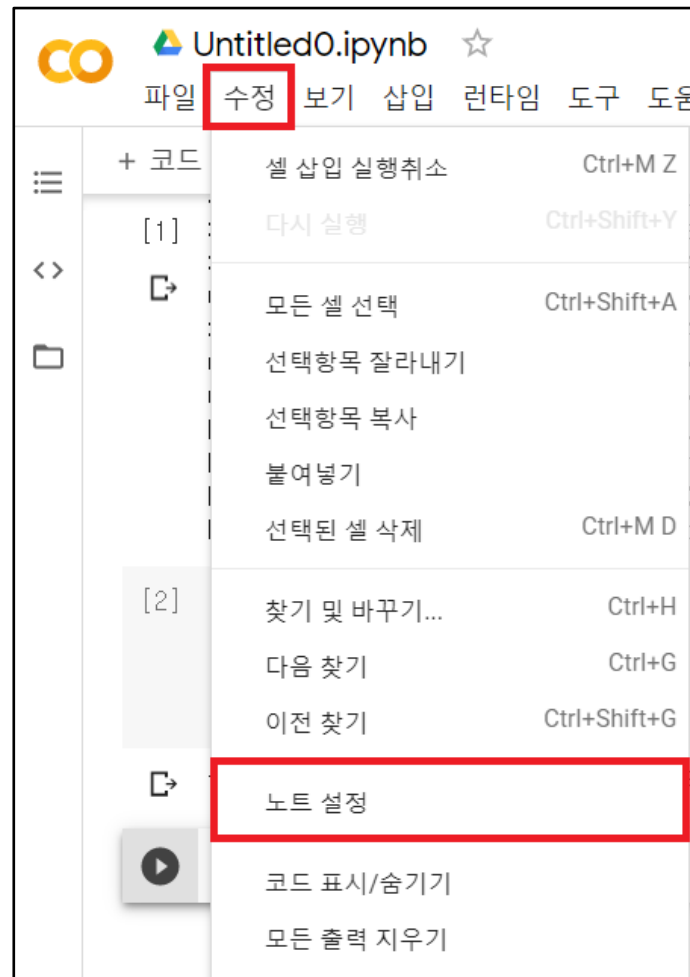 Untitled0.ipynb
파일 수정 보기 삽입 런타임 도구
+ 코드
셀 삽입 실행취소 Ctrl+M Z
[1] 다시 실행 Ctrl+Shift+Y
모든 셀 선택 Ctrl+Shift+A
선택항목 잘라내기
선택항목 복사
붙여넣기
선택된 셀 삭제 Ctrl+M D
[2] 찾기 및 바꾸기... Ctrl+H
다음 찾기 Ctrl+G
이전 찾기 Ctrl+Shift+G
노트 설정
코드 표시/숨기기
모든 출력 지우기